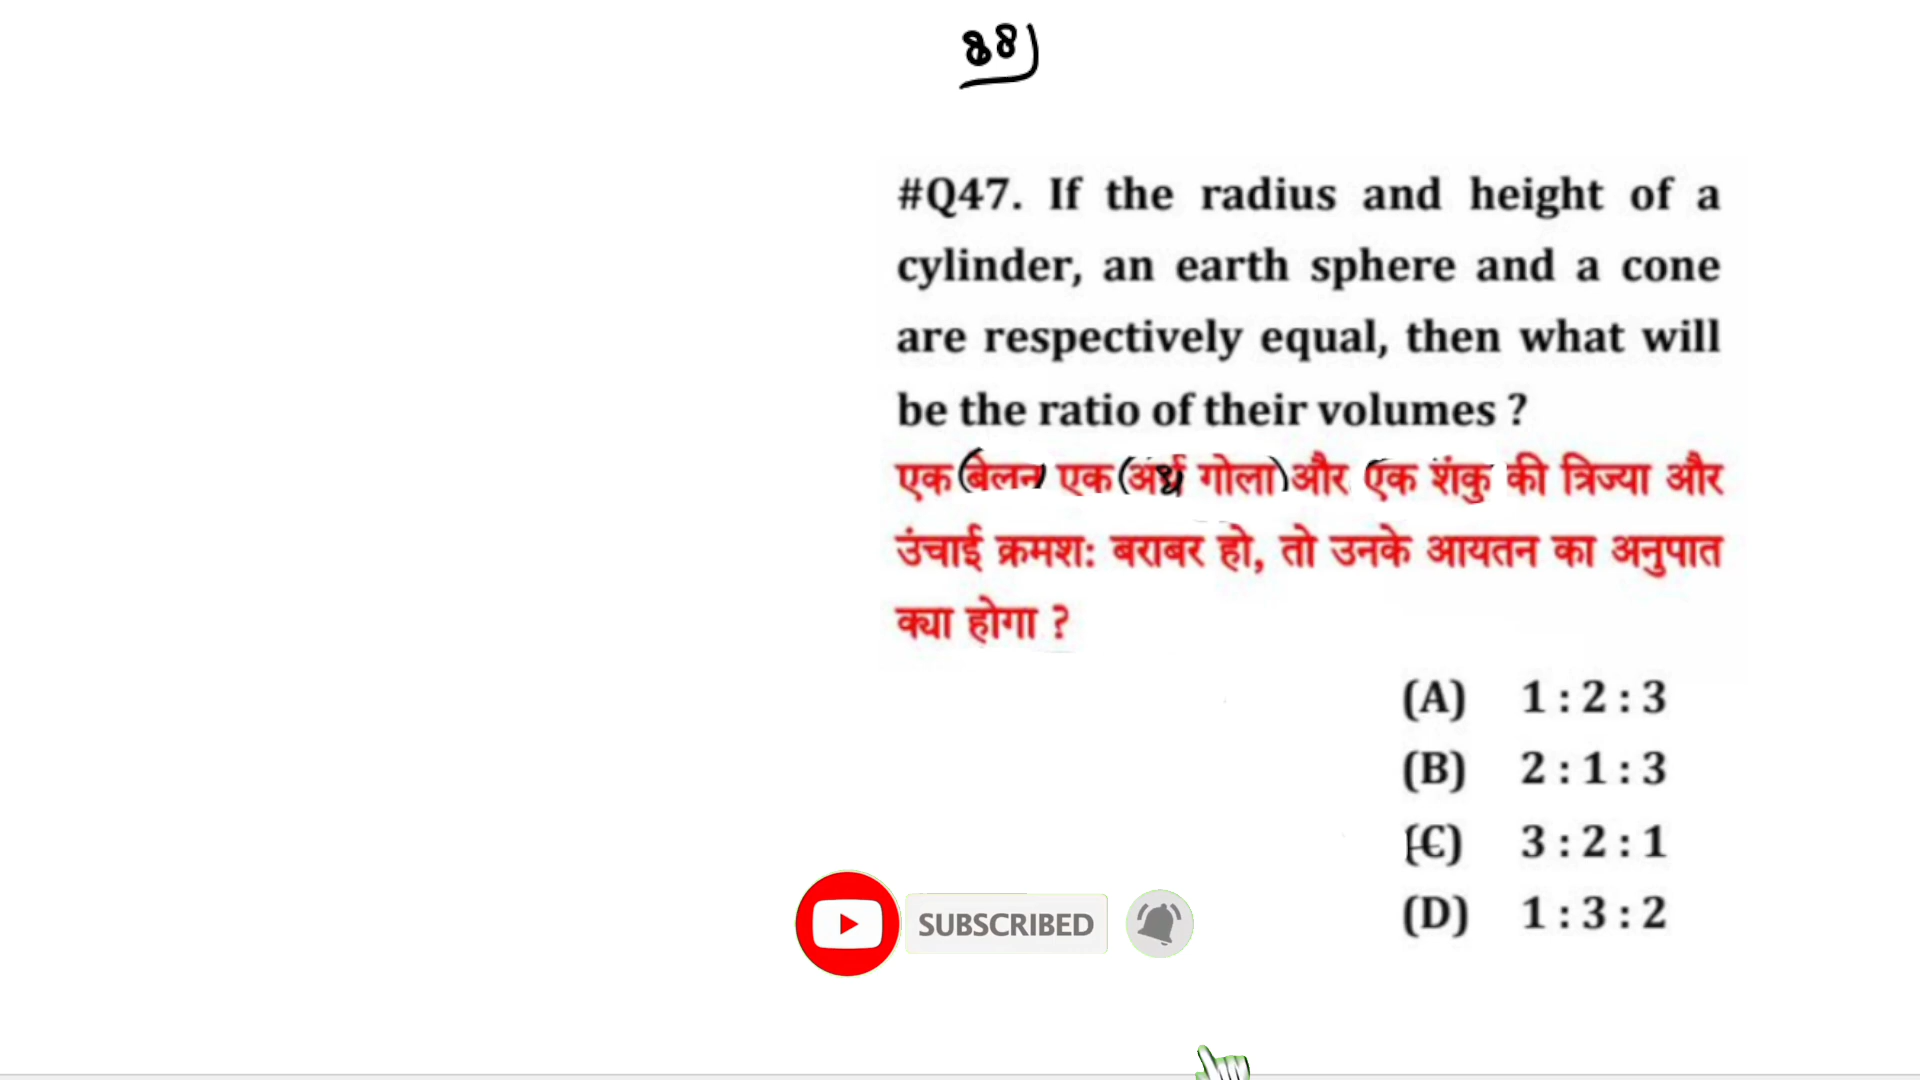 88)
#Q47. If the radius and height of a
cylinder, an earth sphere and a cone
are respectively equal, then what will
be the ratio of their volumes ?
एक (बेलन) एक (अर्ध गोला) और एक शंकु की त्रिज्या और
उंचाई क्रमश: बराबर हो, तो उनके आयतन का अनुपात
क्या होगा ?
(A) 1 : 2 : 3
(B) 2 : 1 : 3
(C) 3 : 2 : 1
(D) 1 : 3 : 2
SUBSCRIBED